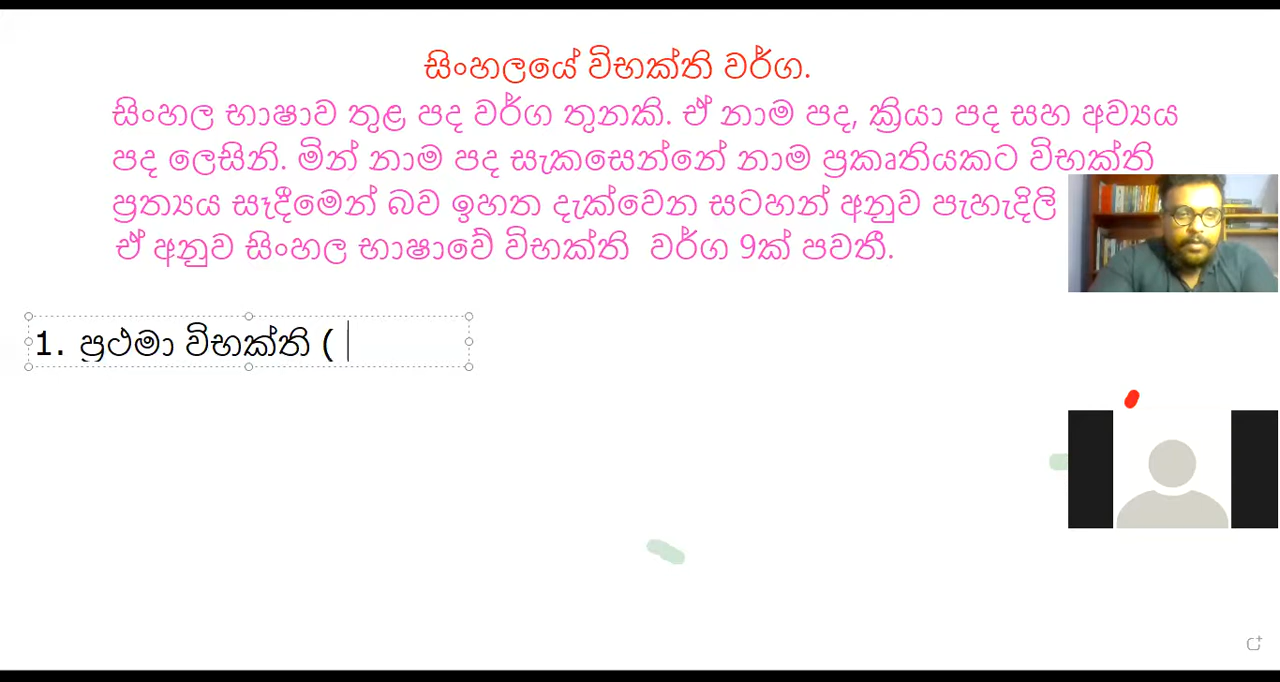 සිංහලයේ විභක්ති වර්ග.
සිංහල භාෂාව තුළ පද වර්ග තුනකි. ඒ නාම පද, ක්‍රියා පද සහ අව්‍යය
පද ලෙසිනි. මින් නාම පද සැකසෙන්නේ නාම ප්‍රකෘතියකට විභක්ති
ප්‍රත්‍යය සෑදීමෙන් බව ඉහත දැක්වෙන සටහන් අනුව පැහැදිලි
ඒ අනුව සිංහල භාෂාවේ විභක්ති වර්ග 9ක් පවතී.
1. ප්‍රථමා විභක්ති (